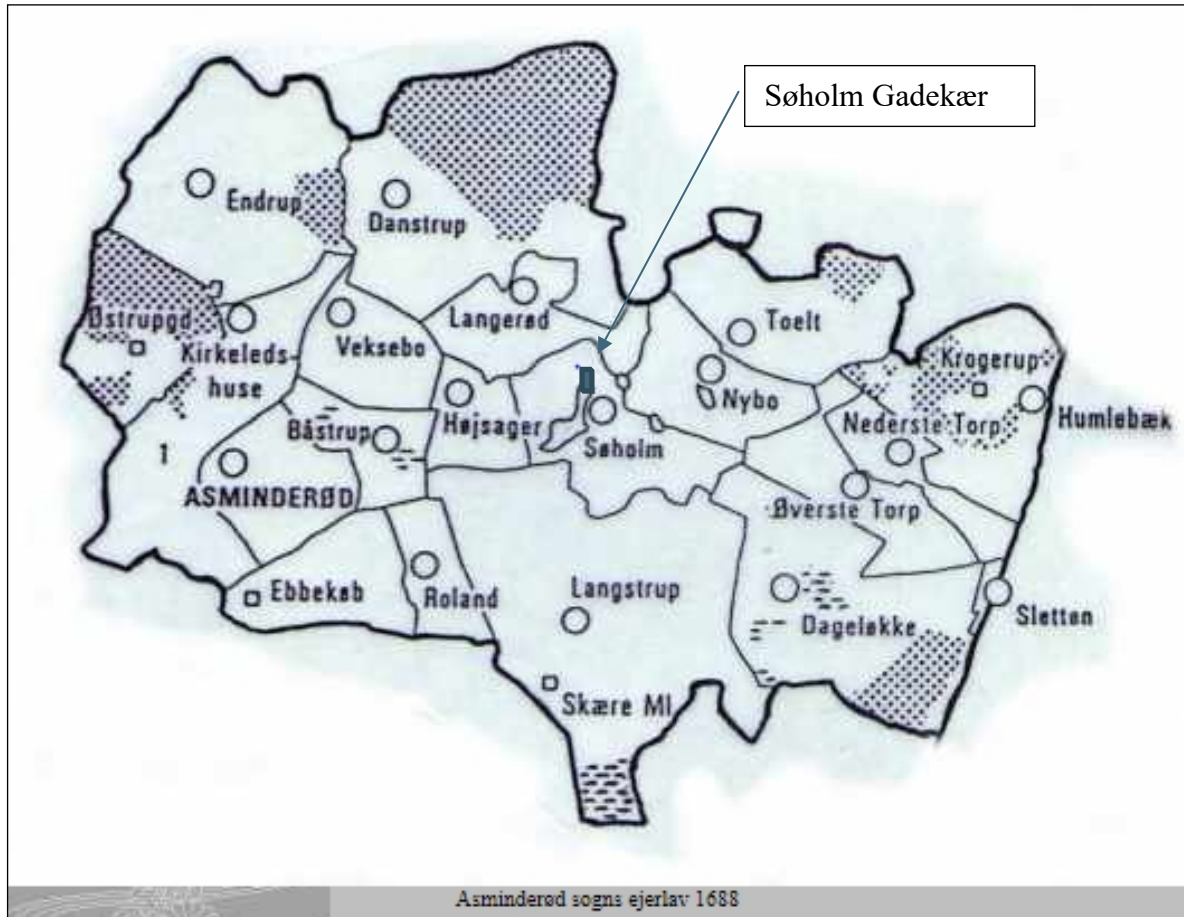 Søholm Gadekær
Endrup
Danstrup
Østrupgd
Kirkeleds-
huse
Veksebo
Langerød
Toelt
Krogerup
Højsager
Nybo
Humlebæk
Båstrup
Søholm
Nederste Torp
1
ASMINDERØD
Øverste Torp
Ebbekøb
Roland
Langstrup
Dageløkke
Sletten
Skære Ml
Asminderød sogns ejerlav 1688